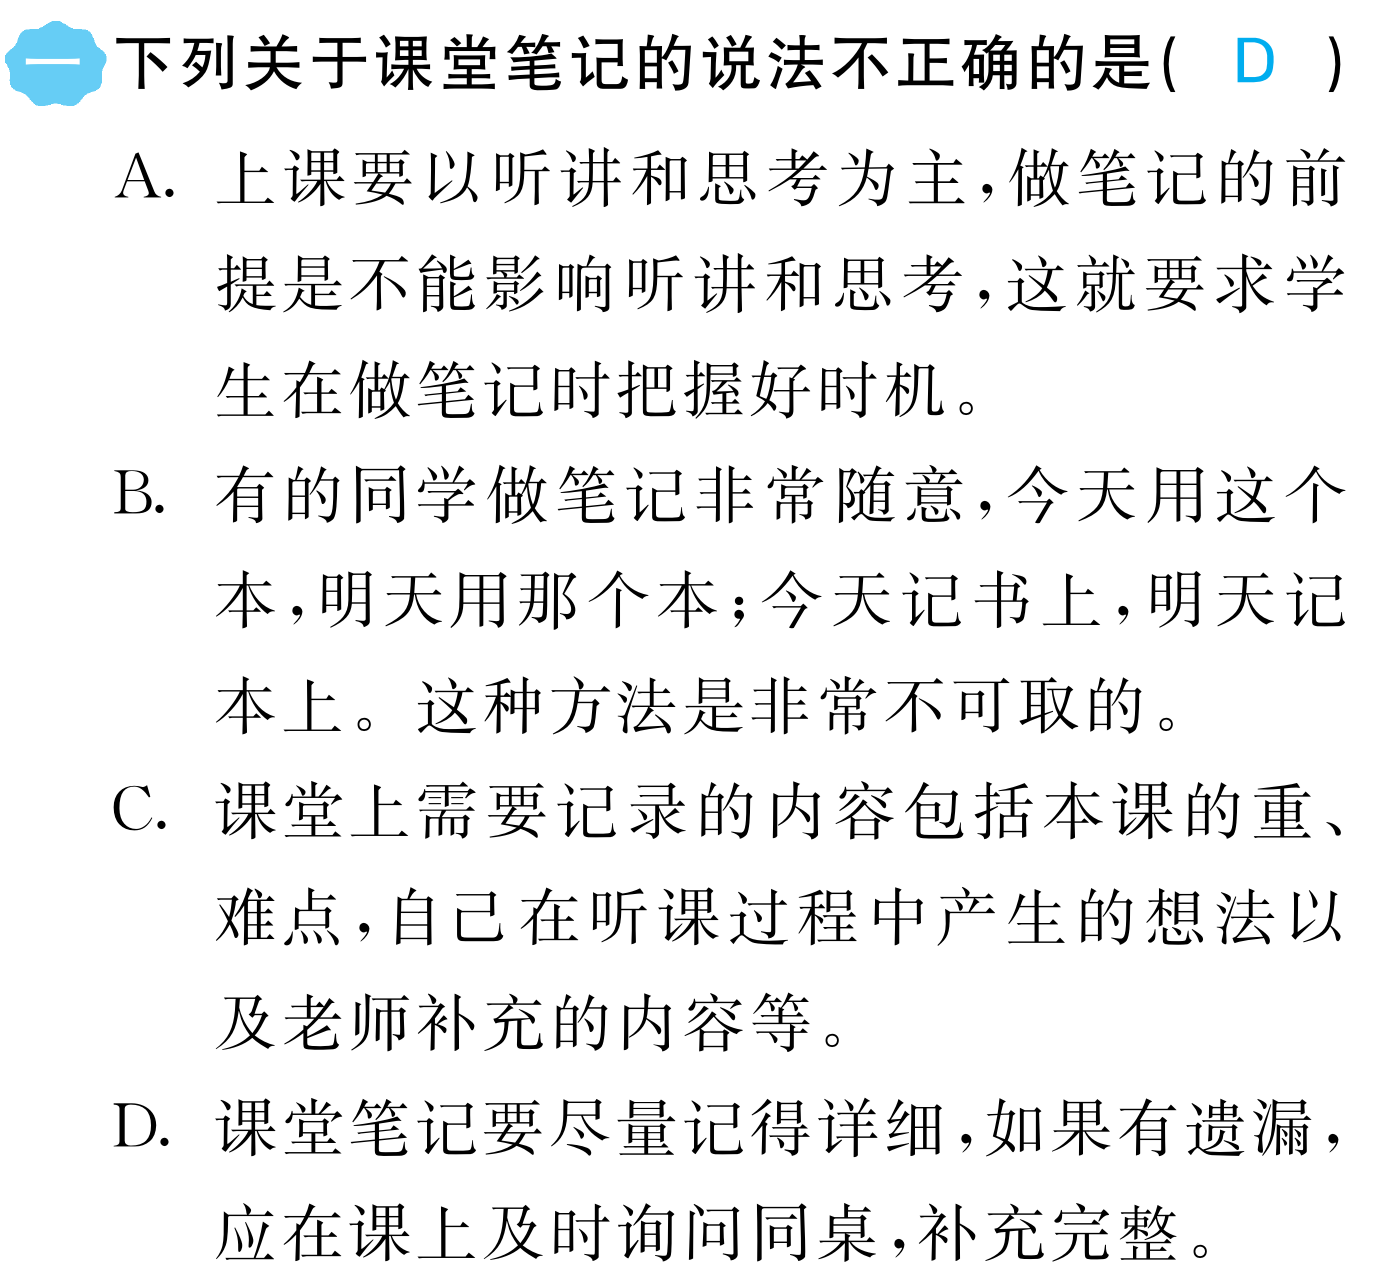 一 下列关于课堂笔记的说法不正确的是( D )
A. 上课要以听讲和思考为主,做笔记的前
提是不能影响听讲和思考,这就要求学
生在做笔记时把握好时机。
B. 有的同学做笔记非常随意,今天用这个
本,明天用那个本;今天记书上,明天记
本上。这种方法是非常不可取的。
C. 课堂上需要记录的内容包括本课的重、
难点,自己在听课过程中产生的想法以
及老师补充的内容等。
D. 课堂笔记要尽量记得详细,如果有遗漏,
应在课上及时询问同桌,补充完整。